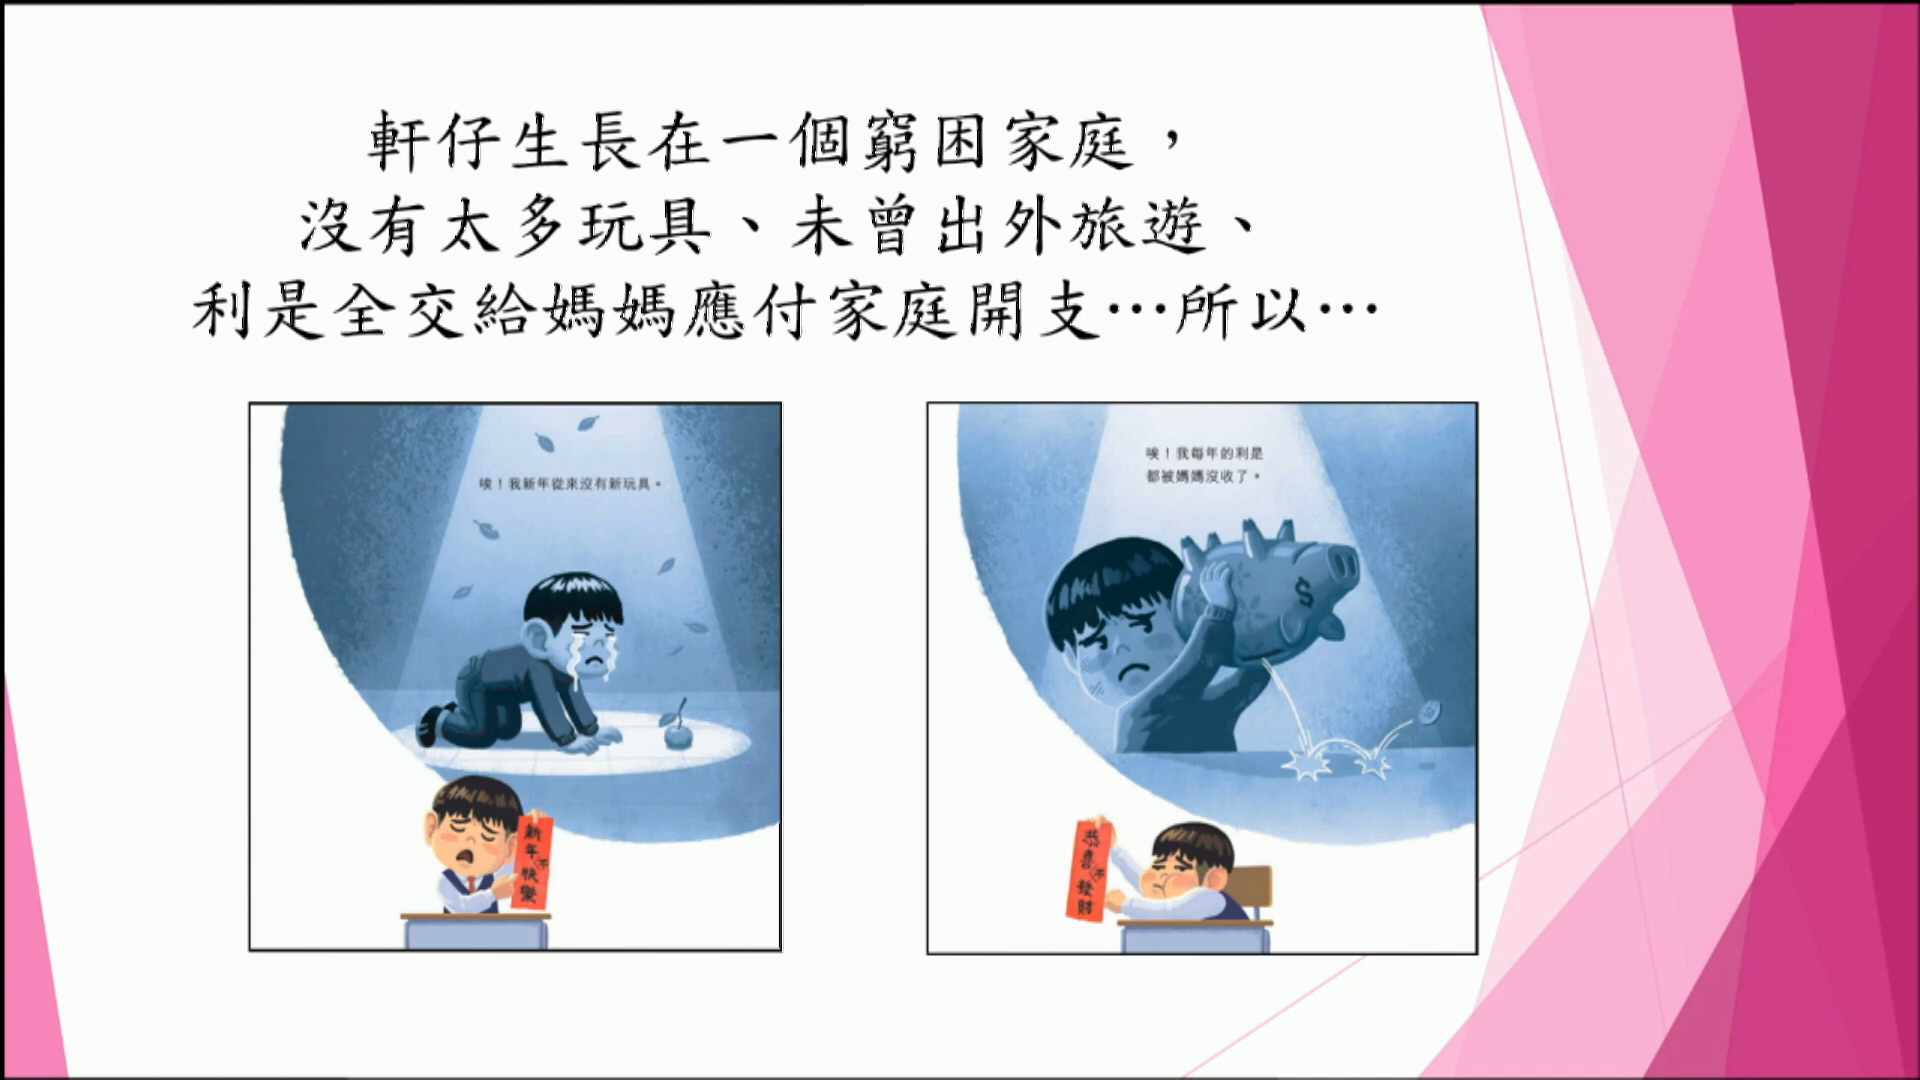 軒仔生長在一個窮困家庭，
沒有太多玩具、未曾出外旅遊、
利是全交給媽媽應付家庭開支…所以…
唉！我新年從來沒有新玩具。
新年不快樂
唉！我每年的利是
都被媽媽沒收了。
$
恭喜不發財